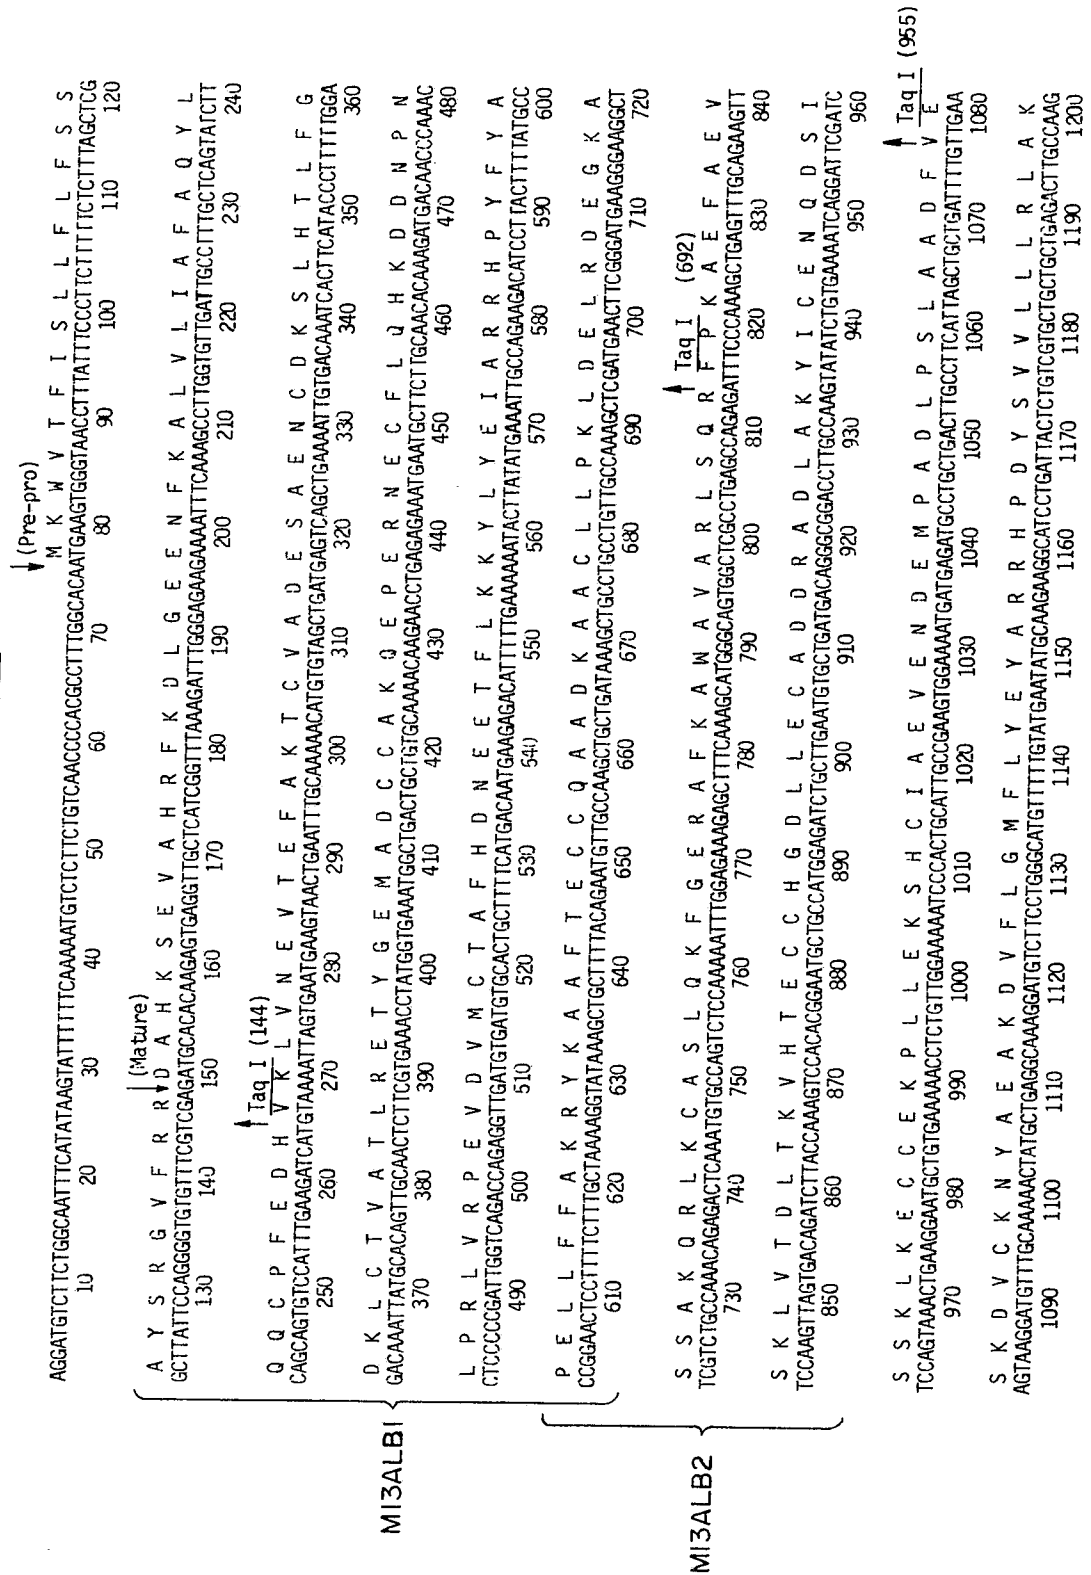 (Pre-pro)
M K W V T F I S L L F L F S S
AGGATGTCTTCTGGCAATTTCATATAAGTATTTTTTCAAAAATGTCTCTTCTGTCAACCCCACGCCTTTGGCACAATGAAGTGGGTAACCTTTATTTCCCTTCTTTTTCTCTTTAGCTCG
10 20 30 40 50 60 70 80 90 100 110 120
(Mature)
A Y S R G V F R R D A H K S E V A H R F K D L G E E N F K A L V L I A F A Q Y L
GCTTATTCCAGGGGTGTGTTTCGTCGAGATGCACACAAGAGTGAGGTTGCTCATCGGTTTAAAGATTTGGGAGAAGAAAATTTCAAAGCCTTGGTGTTGATTGCCTTTGCTCAGTATCTT
130 140 150 160 170 180 190 200 210 220 230 240
Taq I (144)
Q Q C P F E D H V K L V N E V T E F A K T C V A D E S A E N C D K S L H T L F G
CAGCAGTGTCCATTTGAAGATCATGTAAAATTAGTGAATGAAGTAACTGAATTTGCAAAAACATGTGTAGCTGATGAGTCAGCTGAAAATTGTGACAAATCACTTCATACCCTTTTTGGA
250 260 270 280 290 300 310 320 330 340 350 360
D K L C T V A T L R E T Y G E M A D C C A K Q E P E R N E C F L Q H K D D N P N
GACAAATTATGCACAGTTGCAACTCTTCGTGAAACCTATGGTGAAATGGCTGACTGCTGTGCAAAACAAGAACCTGAGAGAAATGAATGCTTCTTGCAACACAAAGATGACAACCCAAAC
370 380 390 400 410 420 430 440 450 460 470 480
L P R L V R P E V D V M C T A F H D N E E T F L K K Y L Y E I A R R H P Y F Y A
CTCCCCCGATTGGTCAGACCAGAGGTTGATGTGATGTGCACTGCTTTTCATGACAATGAAGAGACATTTTTGAAAAAATACTTATATGAAATTGCCAGAAGACATCCTTACTTTTATGCC
490 500 510 520 530 540 550 560 570 580 590 600
P E L L F F A K R Y K A A F T E C C Q A A D K A A C L L P K L D E L R D E G K A
CCGGAACTCCTTTTCTTTGCTAAAAGGTATAAAGCTGCTTTTACAGAATGTTGCCAAGCTGCTGATAAAGCTGCCTGCCTGTTGCCAAAGCTCGATGAACTTCGGGATGAAGGGAAGGCT
610 620 630 640 650 660 670 680 690 700 710 720
Taq I (692)
S S A K Q R L K C A S L Q K F G E R A F K A W A V A R L S Q R F P K A E F A E V
TCGTCTGCCAAACAGAGACTCAAATGTGCCAGTCTCCAAAAATTTGGAGAAAGAGCTTTCAAAGCATGGGCAGTGGCTCGCCTGAGCCAGAGATTTCCCAAAGCTGAGTTTGCAGAAGTT
730 740 750 760 770 780 790 800 810 820 830 840
S K L V T D L T K V H T E C C H G D L L E C A D D R A D L A K Y I C E N Q D S I
TCCAAGTTAGTGACAGATCTTACCAAAGTCCACACGGAATGCTGCCATGGAGATCTGCTTGAATGTGCTGATGACAGGGCGGACCTTGCCAAGTATATCTGTGAAAATCAGGATTCGATC
850 860 870 880 890 900 910 920 930 940 950 960
Taq I (955)
S S K L K E C C E K P L L E K S H C I A E V E N D E M P A D L P S L A A D F V E
TCCAGTAAACTGAAGGAATGCTGTGAAAAACCTCTGTTGGAAAAATCCCACTGCATTGCCGAAGTGGAAAATGATGAGATGCCTGCTGACTTGCCTTCATTAGCTGCTGATTTTGTTGAA
970 980 990 1000 1010 1020 1030 1040 1050 1060 1070 1080
S K D V C K N Y A E A K D V F L G M F L Y E Y A R R H P D Y S V V L L L R L A K
AGTAAGGATGTTTGCAAAAACTATGCTGAGGCAAAGGATGTCTTCCTGGGCATGTTTTTGTATGAATATGCAAGAAGGCATCCTGATTACTCTGTCGTGCTGCTGCTGAGACTTGCCAAG
1090 1100 1110 1120 1130 1140 1150 1160 1170 1180 1190 1200
M13ALB1
M13ALB2